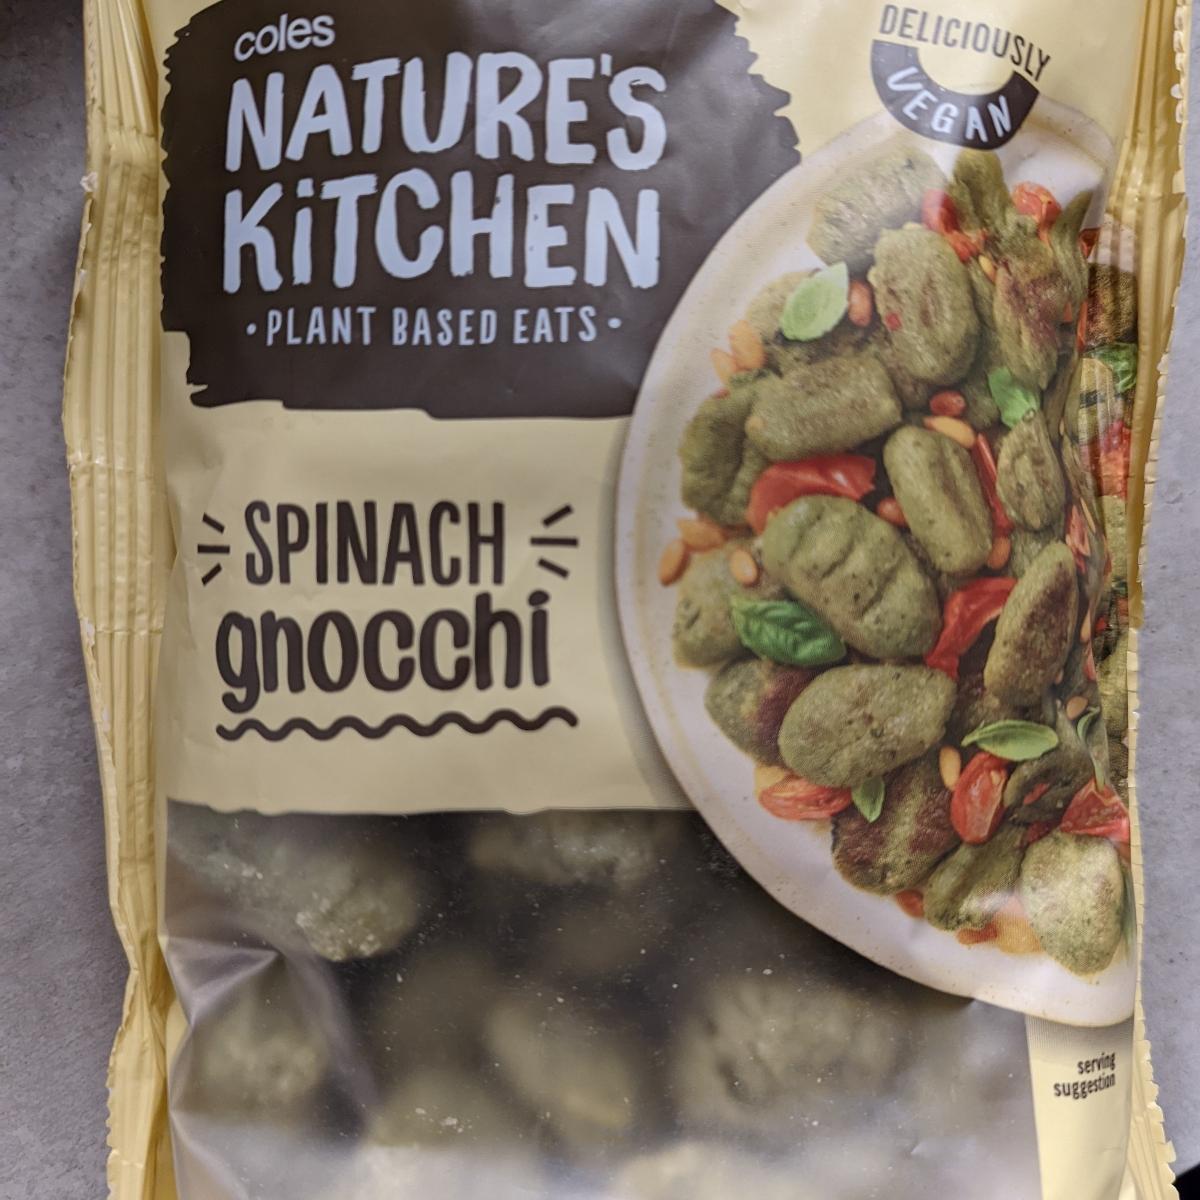 coles
NATURE'S
KiTCHEN
• PLANT BASED EATS •
DELICIOUSLY
VEGAN
SPINACH
gnocchi
serving
suggestion